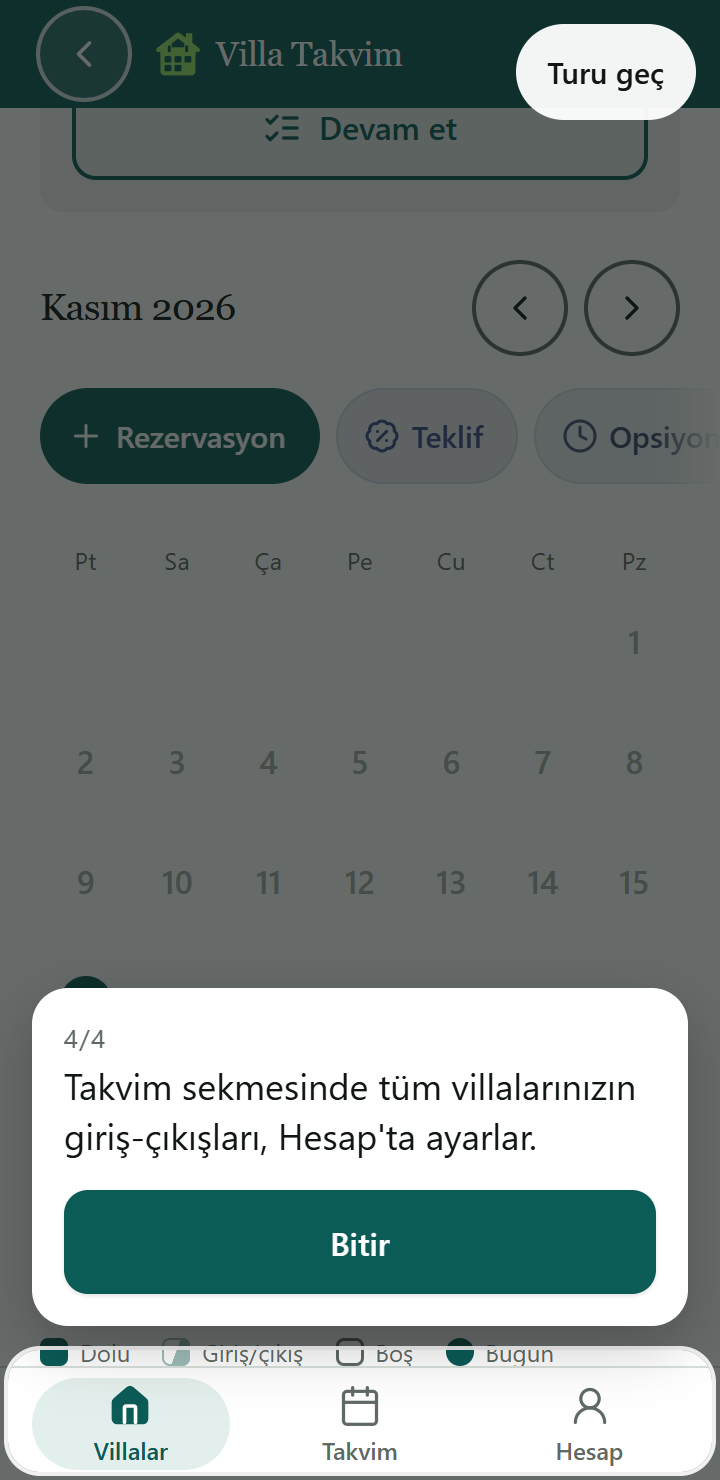 Villa Takvim
Turu geç
Devam et
Kasım 2026
Rezervasyon
Teklif
Opsiyon
Pt Sa Ça Pe Cu Ct Pz
1
2 3 4 5 6 7 8
9 10 11 12 13 14 15
4/4
Takvim sekmesinde tüm villalarınızın
giriş-çıkışları, Hesap'ta ayarlar.
Bitir
Dolu Giriş/çıkış Boş Bugün
Villalar Takvim Hesap